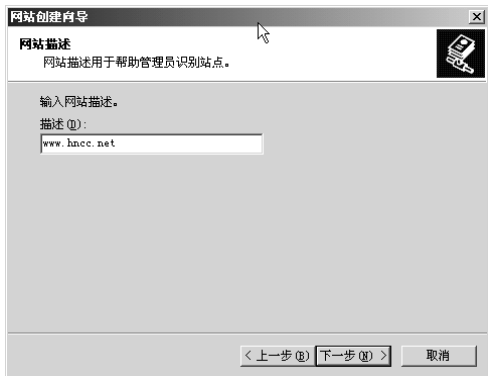 网站创建向导
网站描述
网站描述用于帮助管理员识别站点。
输入网站描述。
描述(D):
www.hncc.net
< 上一步(B) 下一步(N) > 取消